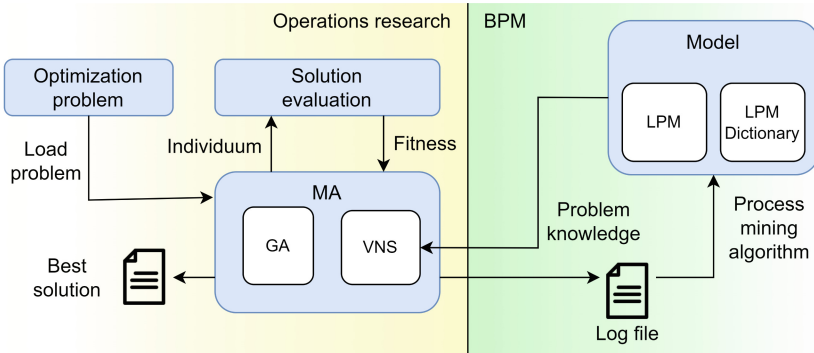 Operations research
BPM
Optimization
problem
Solution
evaluation
Model
LPM
LPM
Dictionary
Load
problem
Individuum
Fitness
MA
GA
VNS
Problem
knowledge
Process
mining
algorithm
Best
solution
Log file